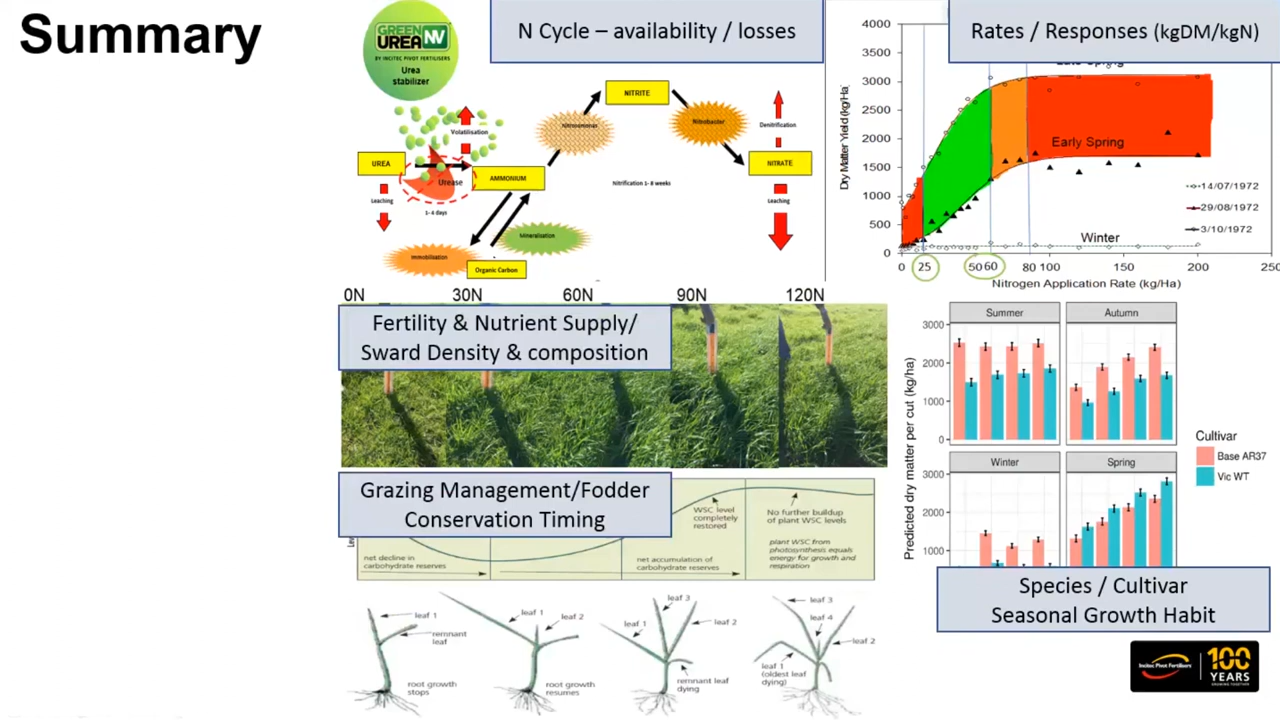 Summary
GREEN
UREA NV
BY INCITEC PIVOT FERTILISERS
Urea
stabilizer
N Cycle – availability / losses
UREA
Volatilisation
Urease
Leaching
1-4 days
AMMONIUM
Nitrosomonas
NITRITE
Nitrobacter
Denitrification
NITRATE
Leaching
Nitrification 1- 8 weeks
Mineralisation
Immobilisation
Organic Carbon
Rates / Responses (kgDM/kgN)
Late Spring
Early Spring
Winter
4000
3500
3000
2500
2000
1500
1000
500
0
Dry Matter Yield (kg/Ha)
14/07/1972
29/08/1972
3/10/1972
0 25 50 60 80 100 150 200 250
Nitrogen Application Rate (kg/Ha)
0N 30N 60N 90N 120N
Fertility & Nutrient Supply/
Sward Density & composition
Grazing Management/Fodder
Conservation Timing
net decline in
carbohydrate reserves
net accumulation of
carbohydrate reserves
WSC level
completely
restored
No further buildup
of plant WSC levels
plant WSC from
photosynthesis equals
energy for growth and
respiration
leaf 1
remnant
leaf
root growth
stops
leaf 1
leaf 2
root growth
resumes
leaf 3
leaf 1
leaf 2
remnant leaf
dying
leaf 3
leaf 4
leaf 2
leaf 1
(oldest leaf
dying)
Summer
Autumn
Winter
Spring
3000
2000
1000
0
3000
2000
1000
Predicted dry matter per cut (kg/ha)
Cultivar
Base AR37
Vic WT
Species / Cultivar
Seasonal Growth Habit
Incitec Pivot Fertilisers
100
YEARS
GROWING TOGETHER